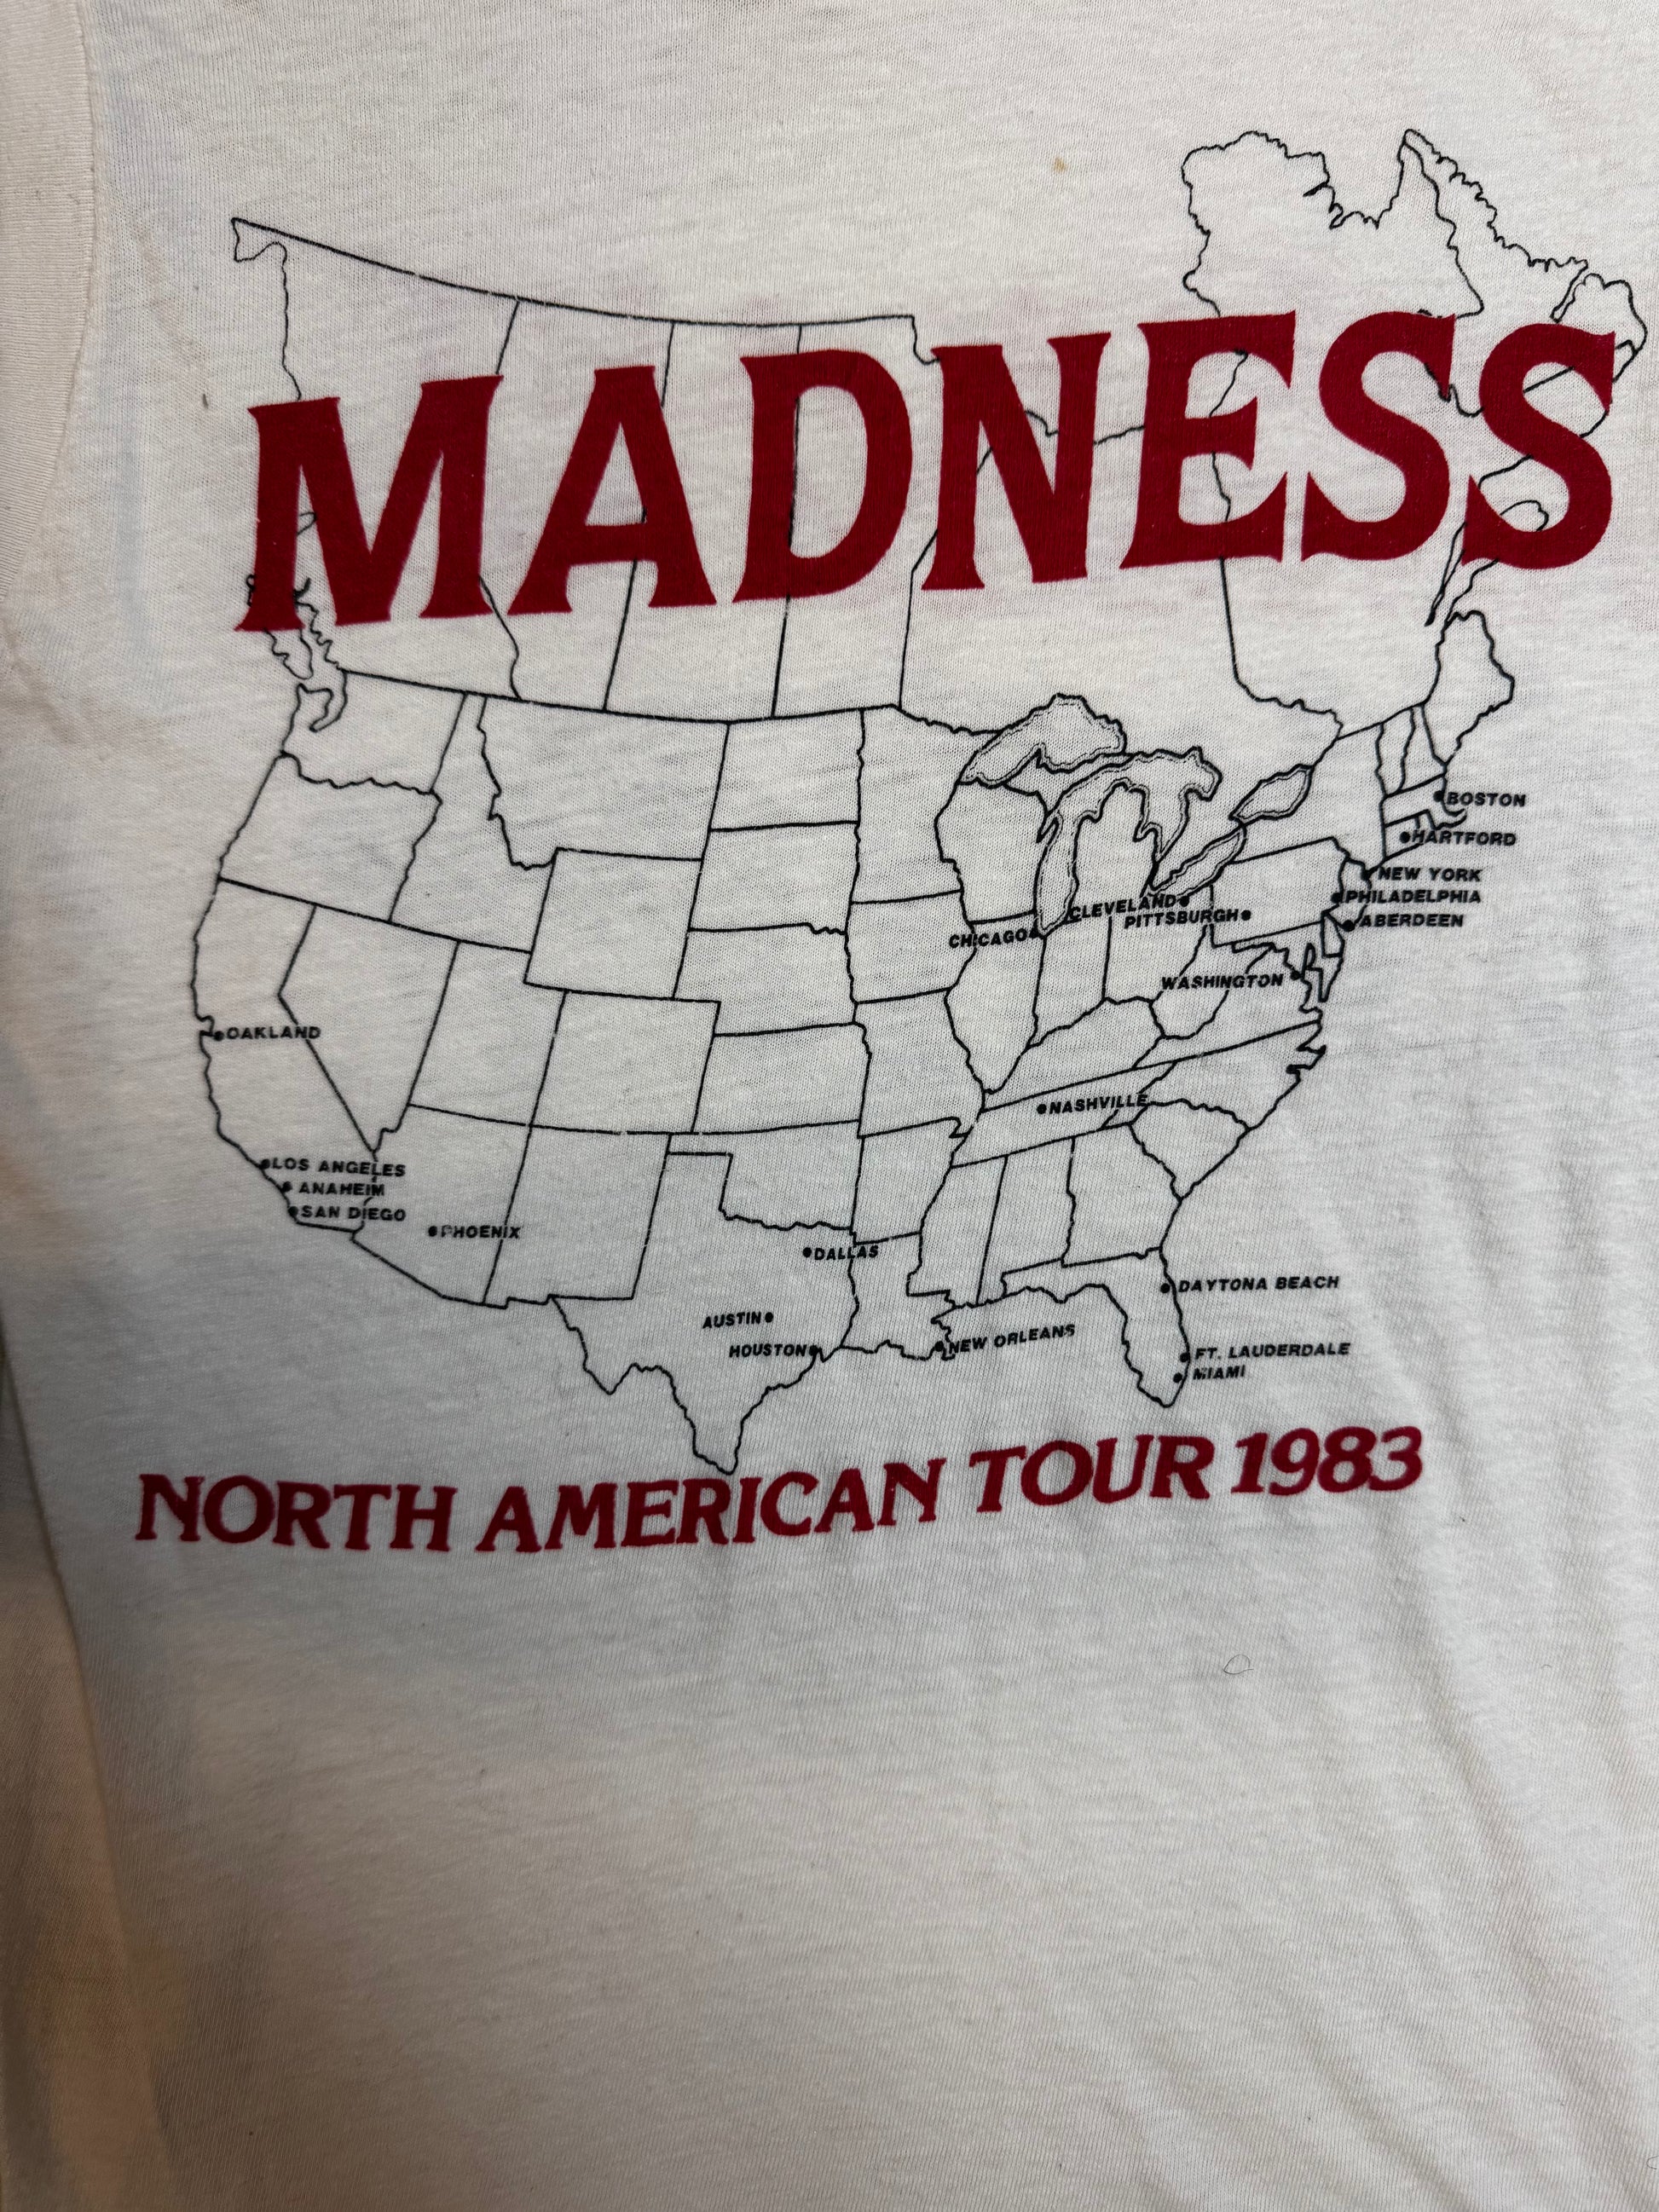 MADNESS
BOSTON
HARTFORD
NEW YORK
PHILADELPHIA
CLEVELAND
PITTSBURGH
ABERDEEN
CHICAGO
WASHINGTON
OAKLAND
NASHVILLE
LOS ANGELES
ANAHEIM
SAN DIEGO
PHOENIX
DALLAS
DAYTONA BEACH
AUSTIN
HOUSTON
NEW ORLEANS
FT. LAUDERDALE
MIAMI
NORTH AMERICAN TOUR 1983